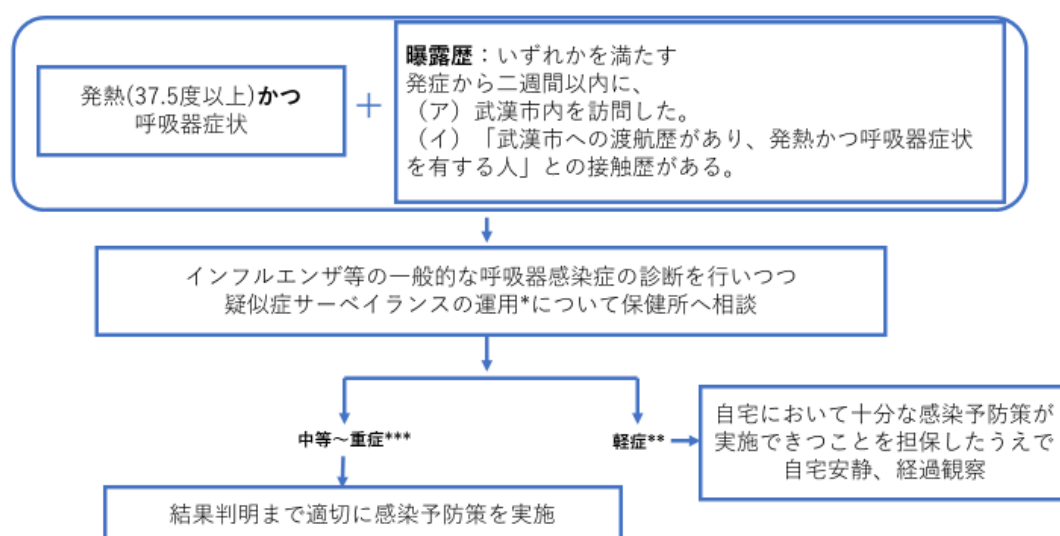 発熱(37.5度以上)かつ
呼吸器症状
＋
曝露歴：いずれかを満たす
発症から二週間以内に、
（ア）武漢市内を訪問した。
（イ）「武漢市への渡航歴があり、発熱かつ呼吸器症状
を有する人」との接触歴がある。
インフルエンザ等の一般的な呼吸器感染症の診断を行いつつ
疑似症サーベイランスの運用*について保健所へ相談
中等～重症***
軽症**
自宅において十分な感染予防策が
実施できつことを担保したうえで
自宅安静、経過観察
結果判明まで適切に感染予防策を実施